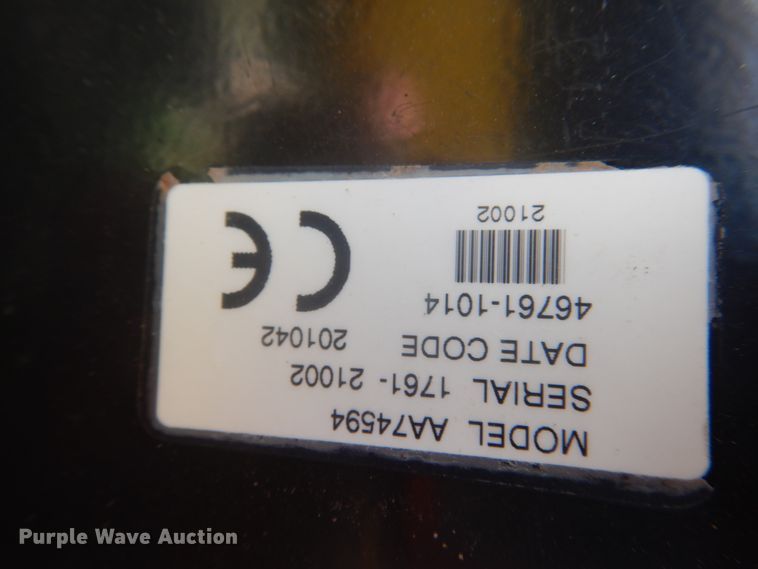 MODEL AA74594
SERIAL 1761- 21002
DATE CODE 201042
46761-1014
21002
CE
Purple Wave Auction